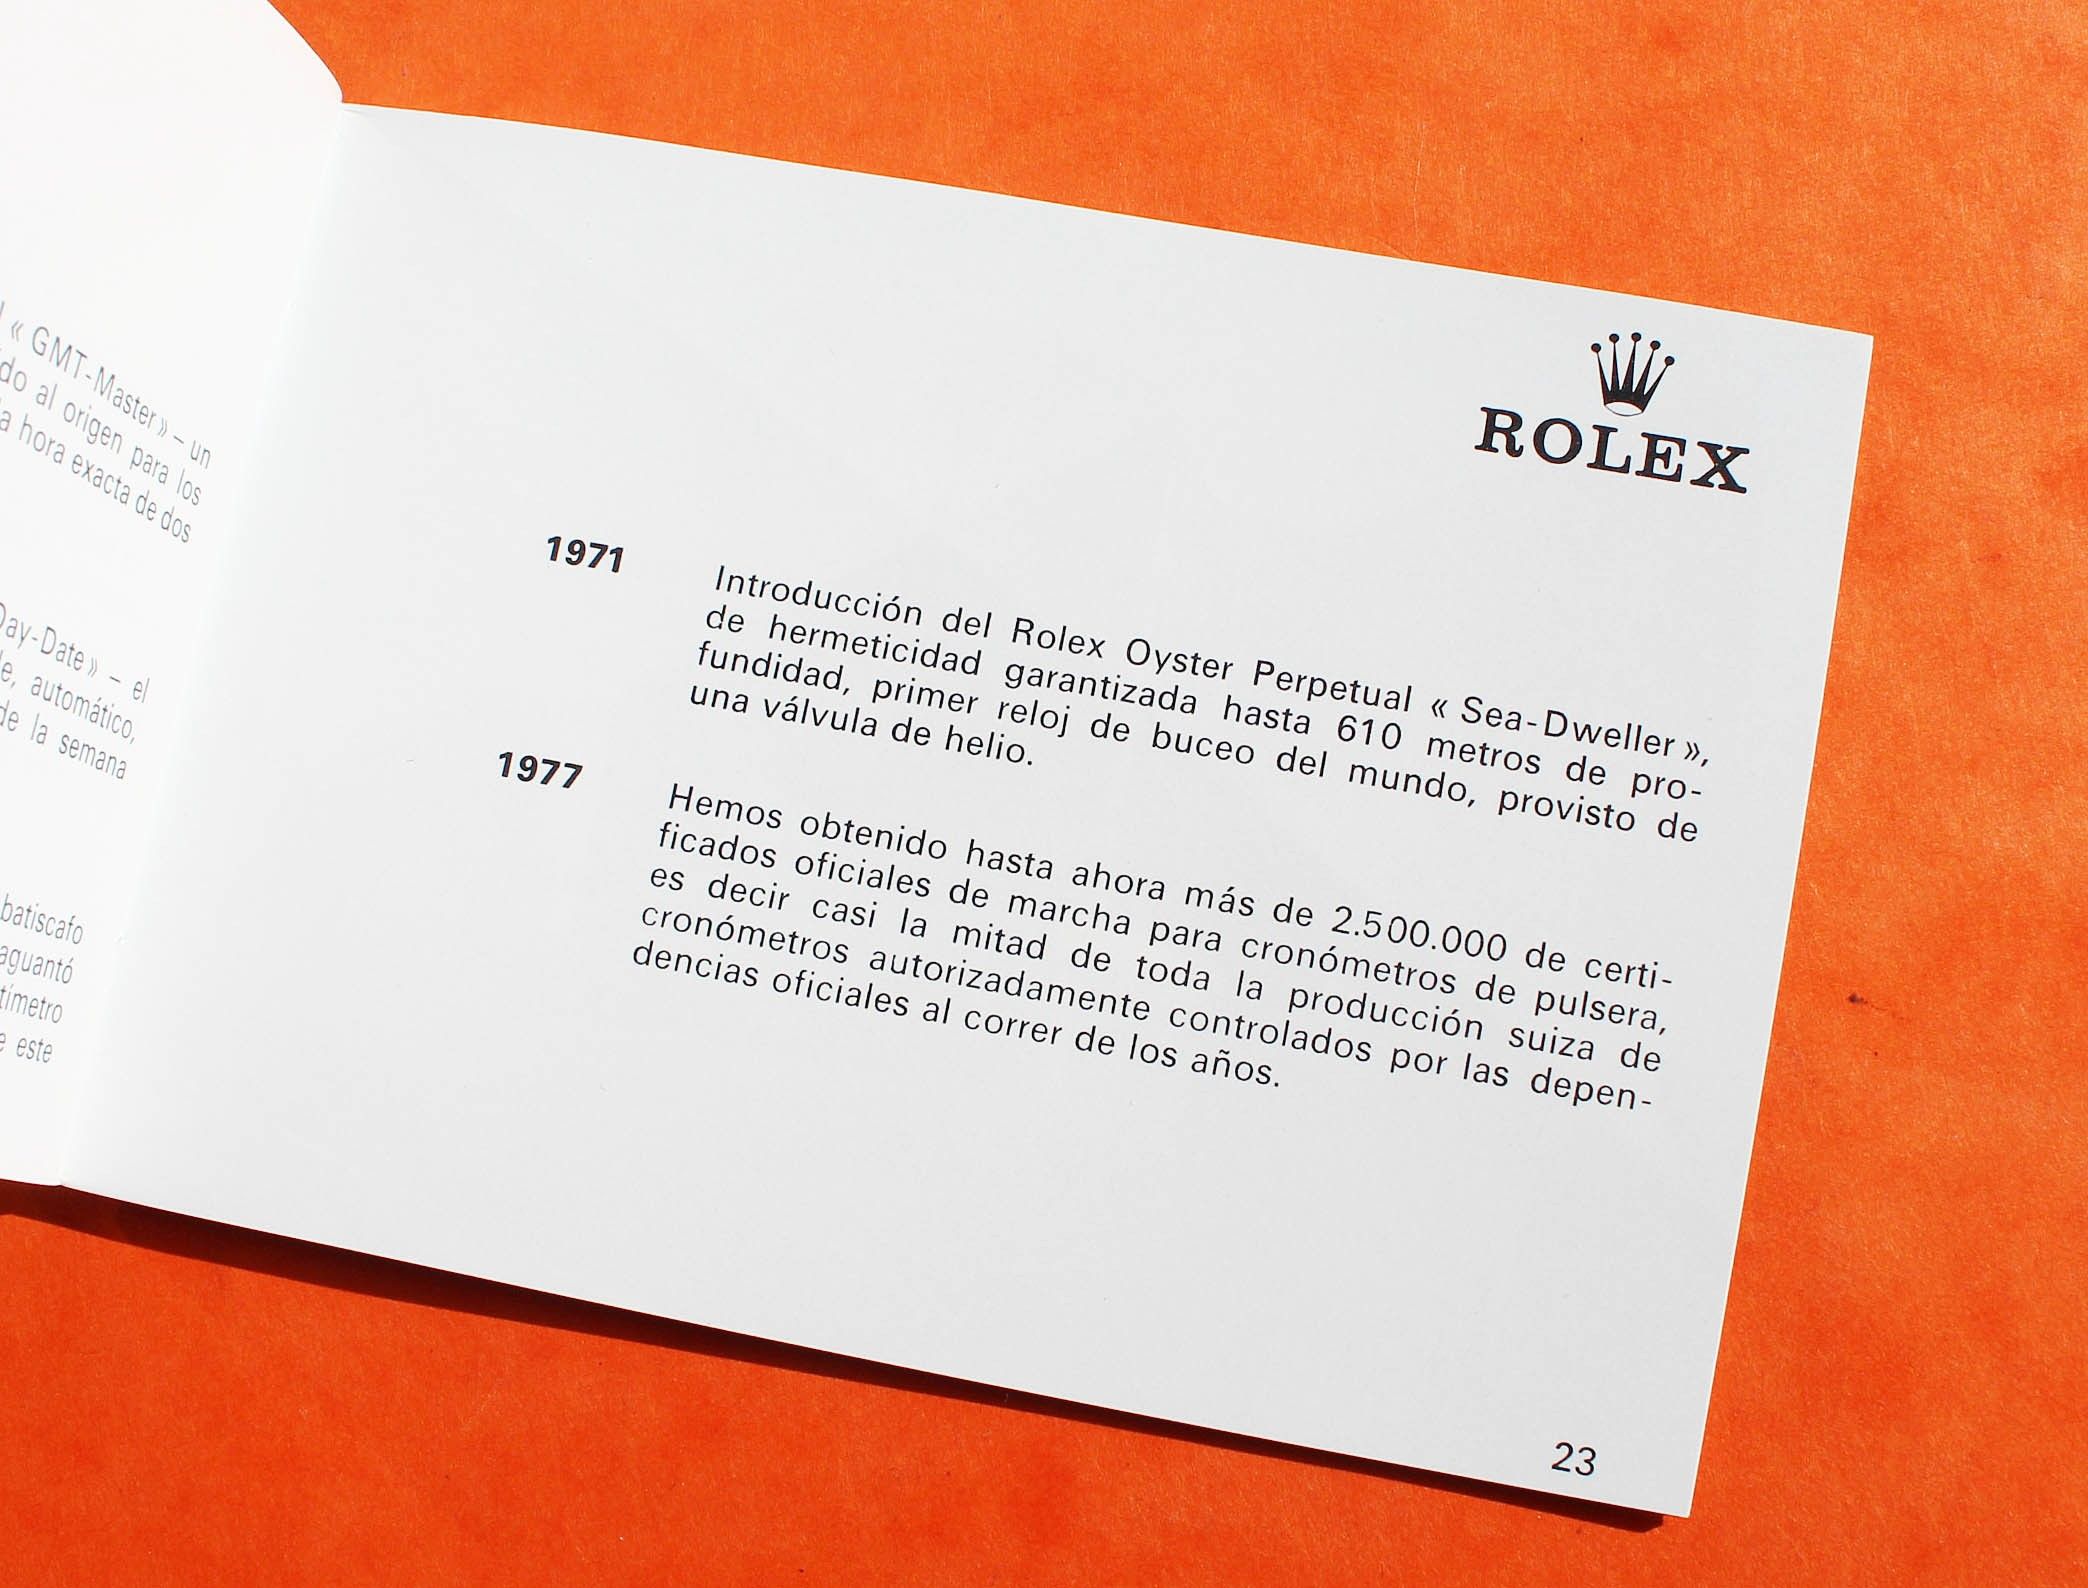 « GMT-Master» – un
al origen para los
hora exacta de dos
Day-Date» – el
automático,
de la semana
batiscafo
aguantó
este
ROLEX
1971
Introducción del Rolex Oyster Perpetual « Sea-Dweller »,
de hermeticidad garantizada hasta 610 metros de pro-
fundidad, primer reloj de buceo del mundo, provisto de
una válvula de helio.
1977
Hemos obtenido hasta ahora más de 2.500.000 de certi-
ficados oficiales de marcha para cronómetros de pulsera,
es decir casi la mitad de toda la producción suiza de
cronómetros autorizadamente controlados por las depen-
dencias oficiales al correr de los años.
23